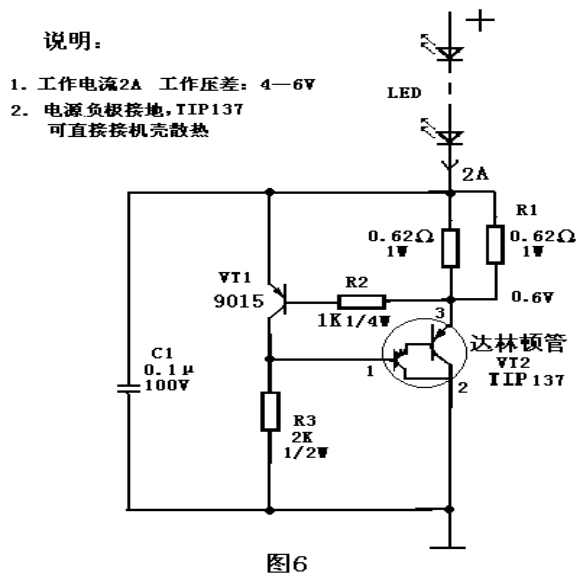 说明：
1. 工作电流2A 工作压差：4—6V
2. 电源负极接地，TIP137
可直接接机壳散热
+
LED
2A
R1
0.62Ω
1W
0.62Ω
1W
VT1
9015
R2
1K 1/4W
0.6V
3
达林顿管
VT2
TIP137
1
2
C1
0.1μ
100V
R3
2K
1/2W
图6